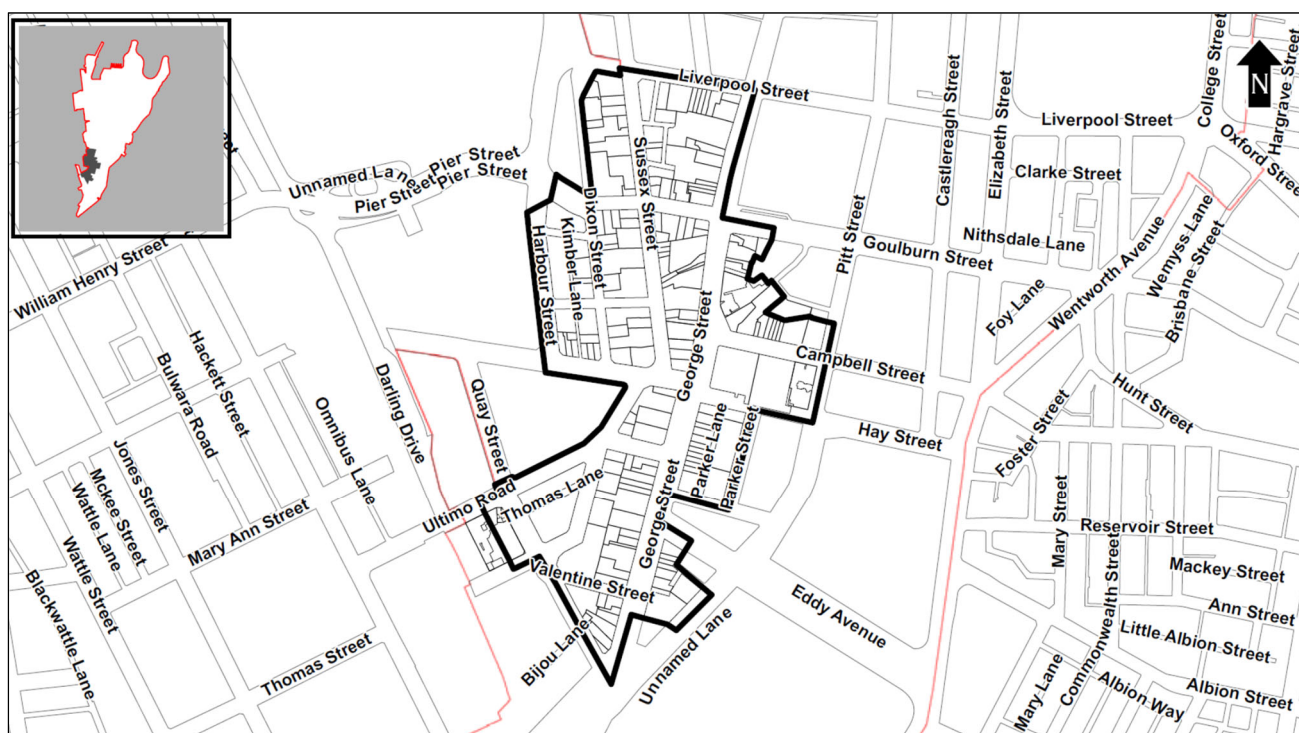 College Street
Hargrave Street
N
Liverpool Street
Castlereagh Street
Elizabeth Street
Liverpool Street
Oxford Street
Clarke Street
Sussex Street
Pier Street
Unnamed Lane
Pier Street
Pier Street
Dixon Street
Kimber Lane
Harbour Street
Pitt Street
Goulburn Street
Nithsdale Lane
Wentworth Avenue
Wemyss Lane
Brisbane Street
William Henry Street
Foy Lane
George Street
Campbell Street
Hackett Street
Bulwara Road
Omnibus Lane
Darling Drive
Quay Street
Hunt Street
Foster Street
Hay Street
Parker Lane
Parker Street
Jones Street
Mckee Street
Wattle Lane
Wattle Street
Mary Ann Street
Ultimo Road
Thomas Lane
George Street
Mary Street
Reservoir Street
Commonwealth Street
Mackey Street
Ann Street
Blackwattle Lane
Valentine Street
Eddy Avenue
Little Albion Street
Thomas Street
Bijou Lane
Unnamed Lane
Mary Lane
Albion Way
Albion Street